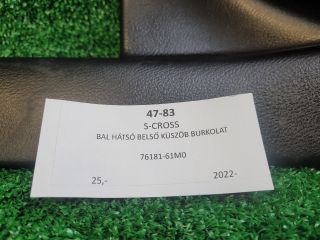 47-83
S-CROSS
BAL HÁTSÓ BELSŐ KÜSZÖB BURKOLAT
76181-61M0
25,- 2022-